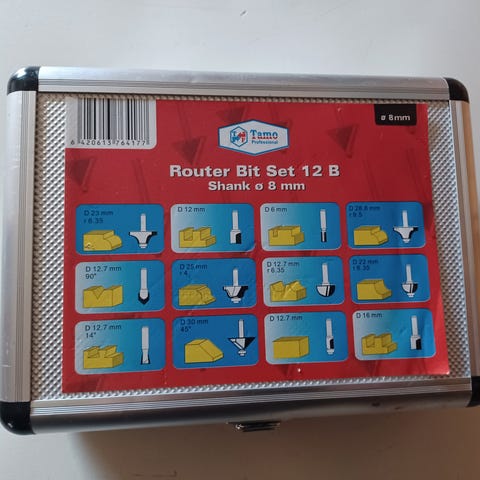 6 420613 764177
Tamo
Professional
ø 8 mm
Router Bit Set 12 B
Shank ø 8 mm
D 23 mm
r 6.35
D 12 mm
D 6 mm
D 28.6 mm
r 9.5
D 12.7 mm
90°
D 25 mm
r 4
D 12.7 mm
r 6.35
D 22 mm
r 6.35
D 12.7 mm
14°
D 30 mm
45°
D 12.7 mm
D 16 mm